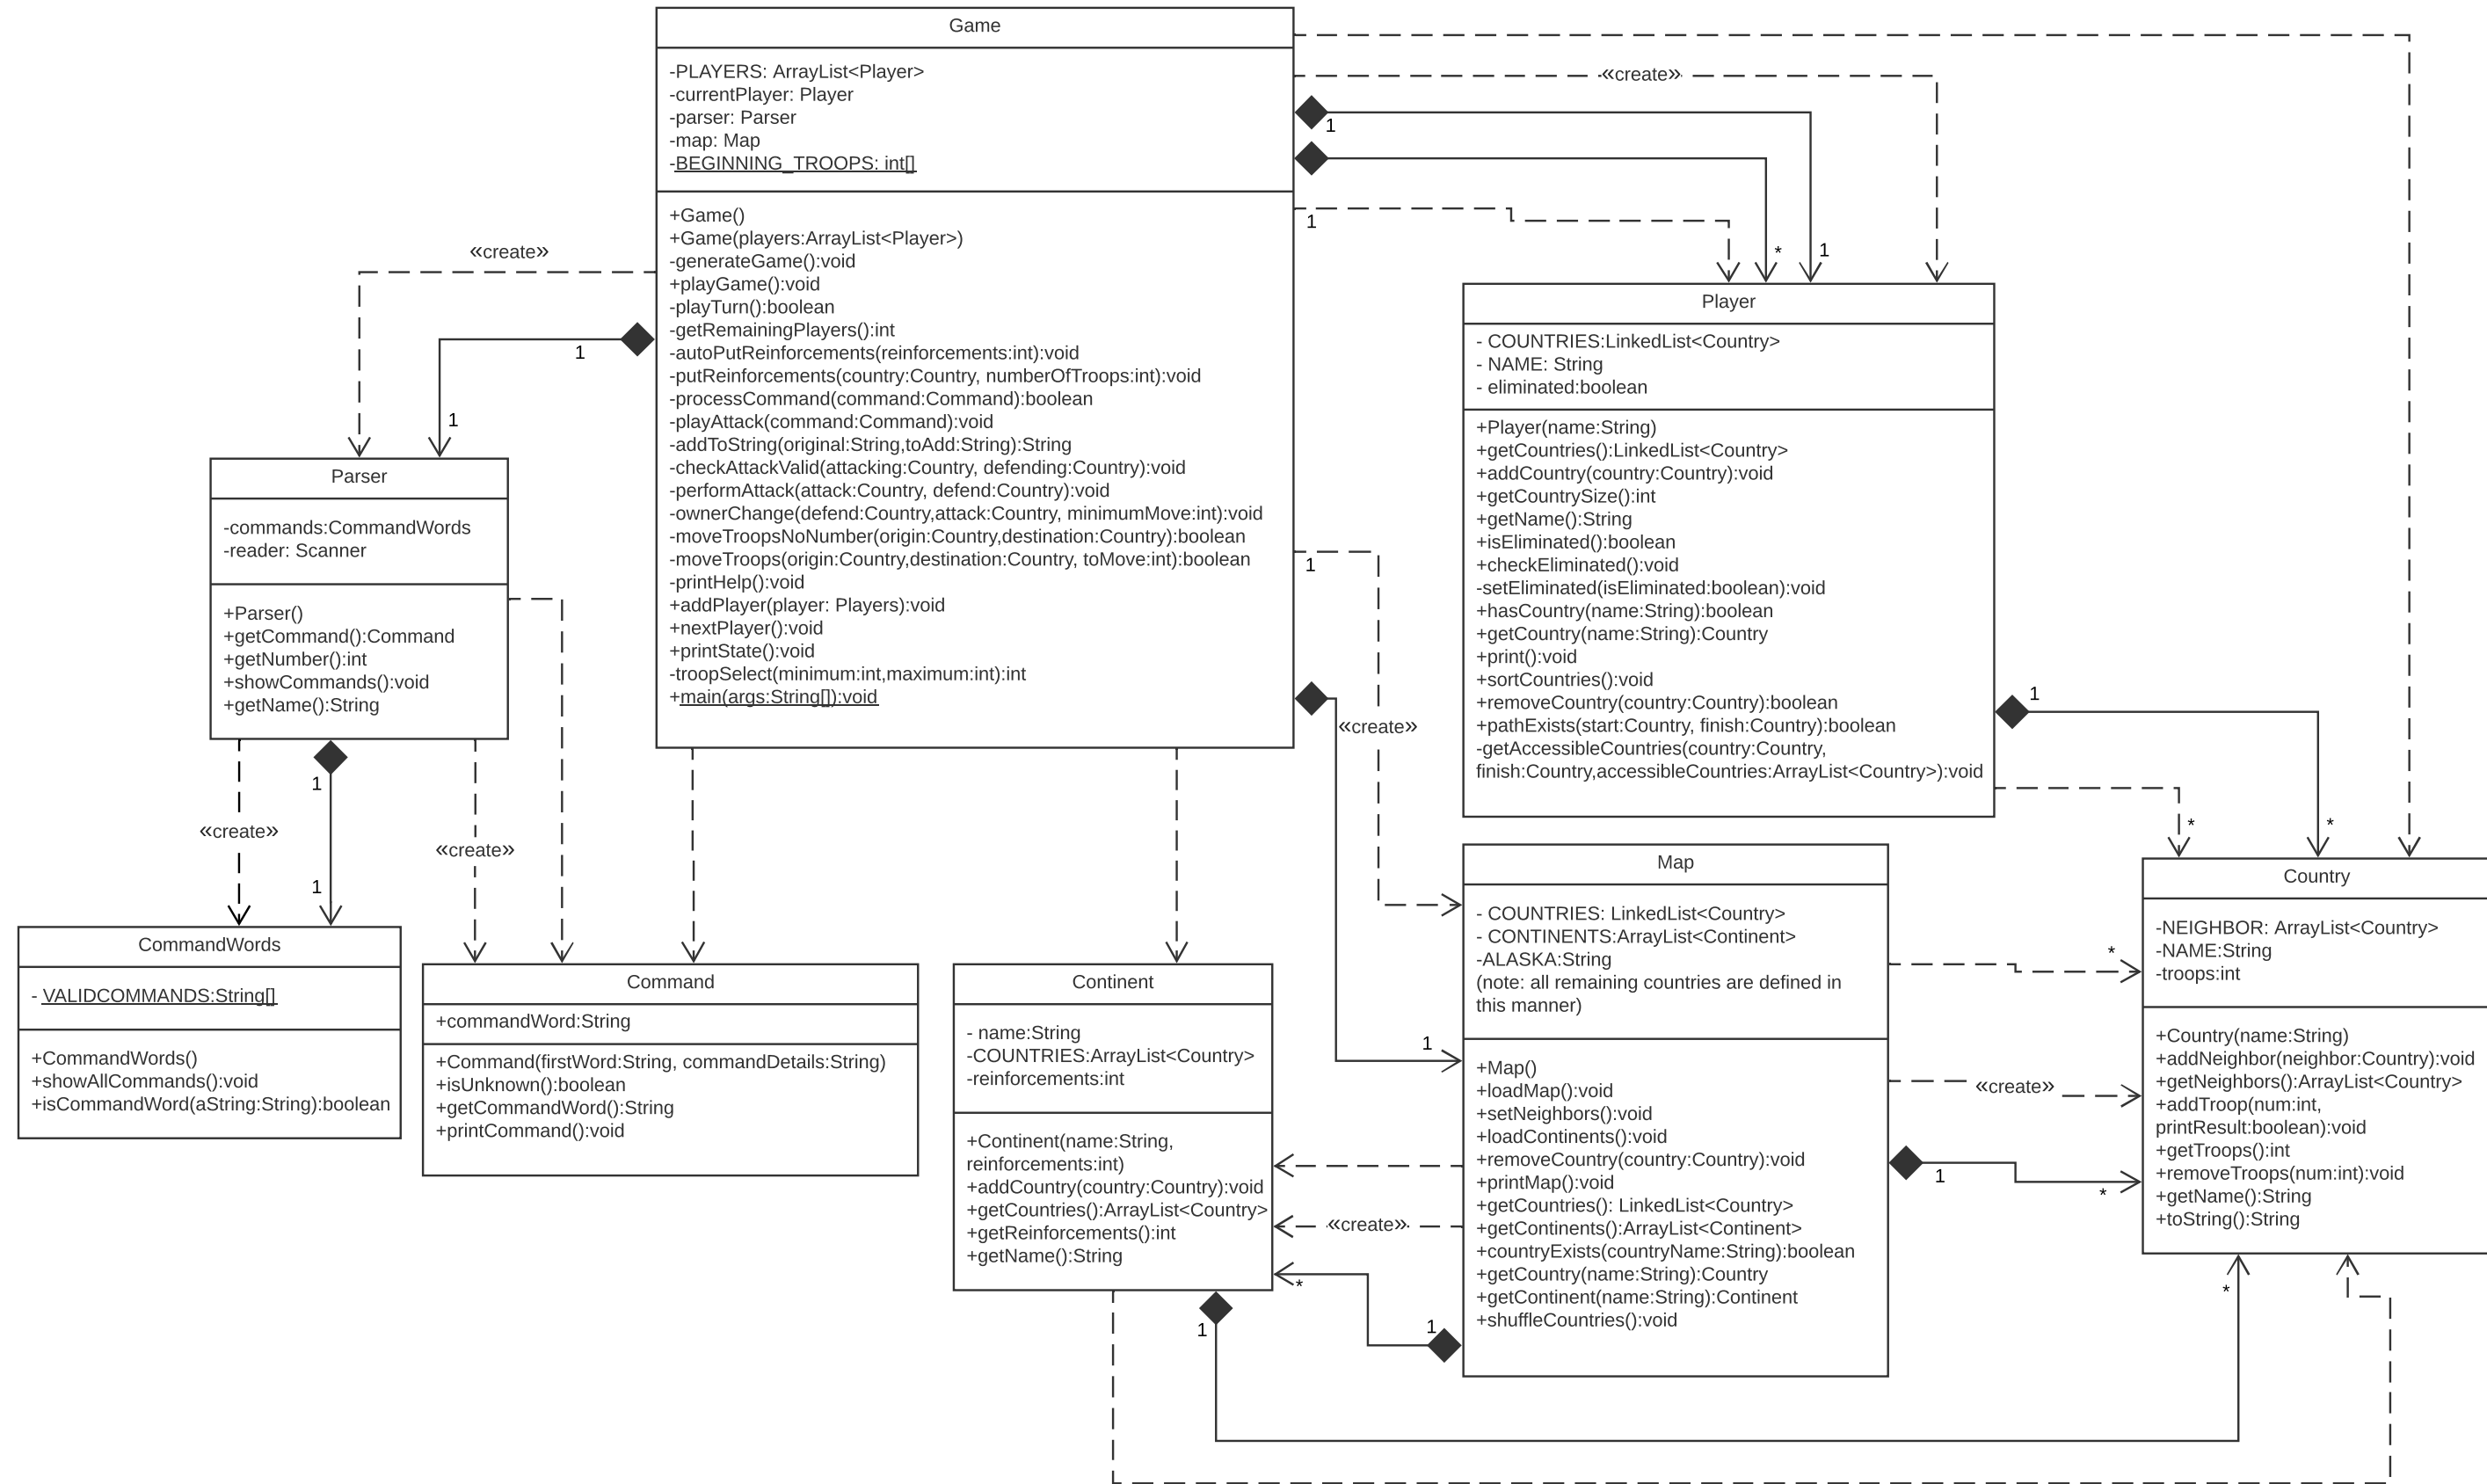 Game
-PLAYERS: ArrayList<Player>
-currentPlayer: Player
-parser: Parser
-map: Map
-BEGINNING_TROOPS: int[]
+Game()
+Game(players:ArrayList<Player>)
-generateGame():void
+playGame():void
-playTurn():boolean
-getRemainingPlayers():int
-autoPutReinforcements(reinforcements:int):void
-putReinforcements(country:Country, numberOfTroops:int):void
-processCommand(command:Command):boolean
-playAttack(command:Command):void
-addToString(original:String,toAdd:String):String
-checkAttackValid(attacking:Country, defending:Country):void
-performAttack(attack:Country, defend:Country):void
-ownerChange(defend:Country,attack:Country, minimumMove:int):void
-moveTroopsNoNumber(origin:Country,destination:Country):boolean
-moveTroops(origin:Country,destination:Country, toMove:int):boolean
-printHelp():void
+addPlayer(player: Players):void
+nextPlayer():void
+printState():void
-troopSelect(minimum:int,maximum:int):int
+main(args:String[]):void
«create»
1
1
1
*
1
«create»
1
1
1
«create»
1
Player
- COUNTRIES:LinkedList<Country>
- NAME: String
- eliminated:boolean
+Player(name:String)
+getCountries():LinkedList<Country>
+addCountry(country:Country):void
+getCountrySize():int
+getName():String
+isEliminated():boolean
+checkEliminated():void
-setEliminated(isEliminated:boolean):void
+hasCountry(name:String):boolean
+getCountry(name:String):Country
+print():void
+sortCountries():void
+removeCountry(country:Country):boolean
+pathExists(start:Country, finish:Country):boolean
-getAccessibleCountries(country:Country,
finish:Country,accessibleCountries:ArrayList<Country>):void
1
*
*
Parser
-commands:CommandWords
-reader: Scanner
+Parser()
+getCommand():Command
+getNumber():int
+showCommands():void
+getName():String
«create»
1
1
«create»
CommandWords
- VALIDCOMMANDS:String[]
+CommandWords()
+showAllCommands():void
+isCommandWord(aString:String):boolean
Command
+commandWord:String
+Command(firstWord:String, commandDetails:String)
+isUnknown():boolean
+getCommandWord():String
+printCommand():void
Continent
- name:String
-COUNTRIES:ArrayList<Country>
-reinforcements:int
+Continent(name:String,
reinforcements:int)
+addCountry(country:Country):void
+getCountries():ArrayList<Country>
+getReinforcements():int
+getName():String
«create»
*
1
1
*
Map
- COUNTRIES: LinkedList<Country>
- CONTINENTS:ArrayList<Continent>
-ALASKA:String
(note: all remaining countries are defined in
this manner)
+Map()
+loadMap():void
+setNeighbors():void
+loadContinents():void
+removeCountry(country:Country):void
+printMap():void
+getCountries(): LinkedList<Country>
+getContinents():ArrayList<Continent>
+countryExists(countryName:String):boolean
+getCountry(name:String):Country
+getContinent(name:String):Continent
+shuffleCountries():void
*
«create»
1
*
Country
-NEIGHBOR: ArrayList<Country>
-NAME:String
-troops:int
+Country(name:String)
+addNeighbor(neighbor:Country):void
+getNeighbors():ArrayList<Country>
+addTroop(num:int,
printResult:boolean):void
+getTroops():int
+removeTroops(num:int):void
+getName():String
+toString():String